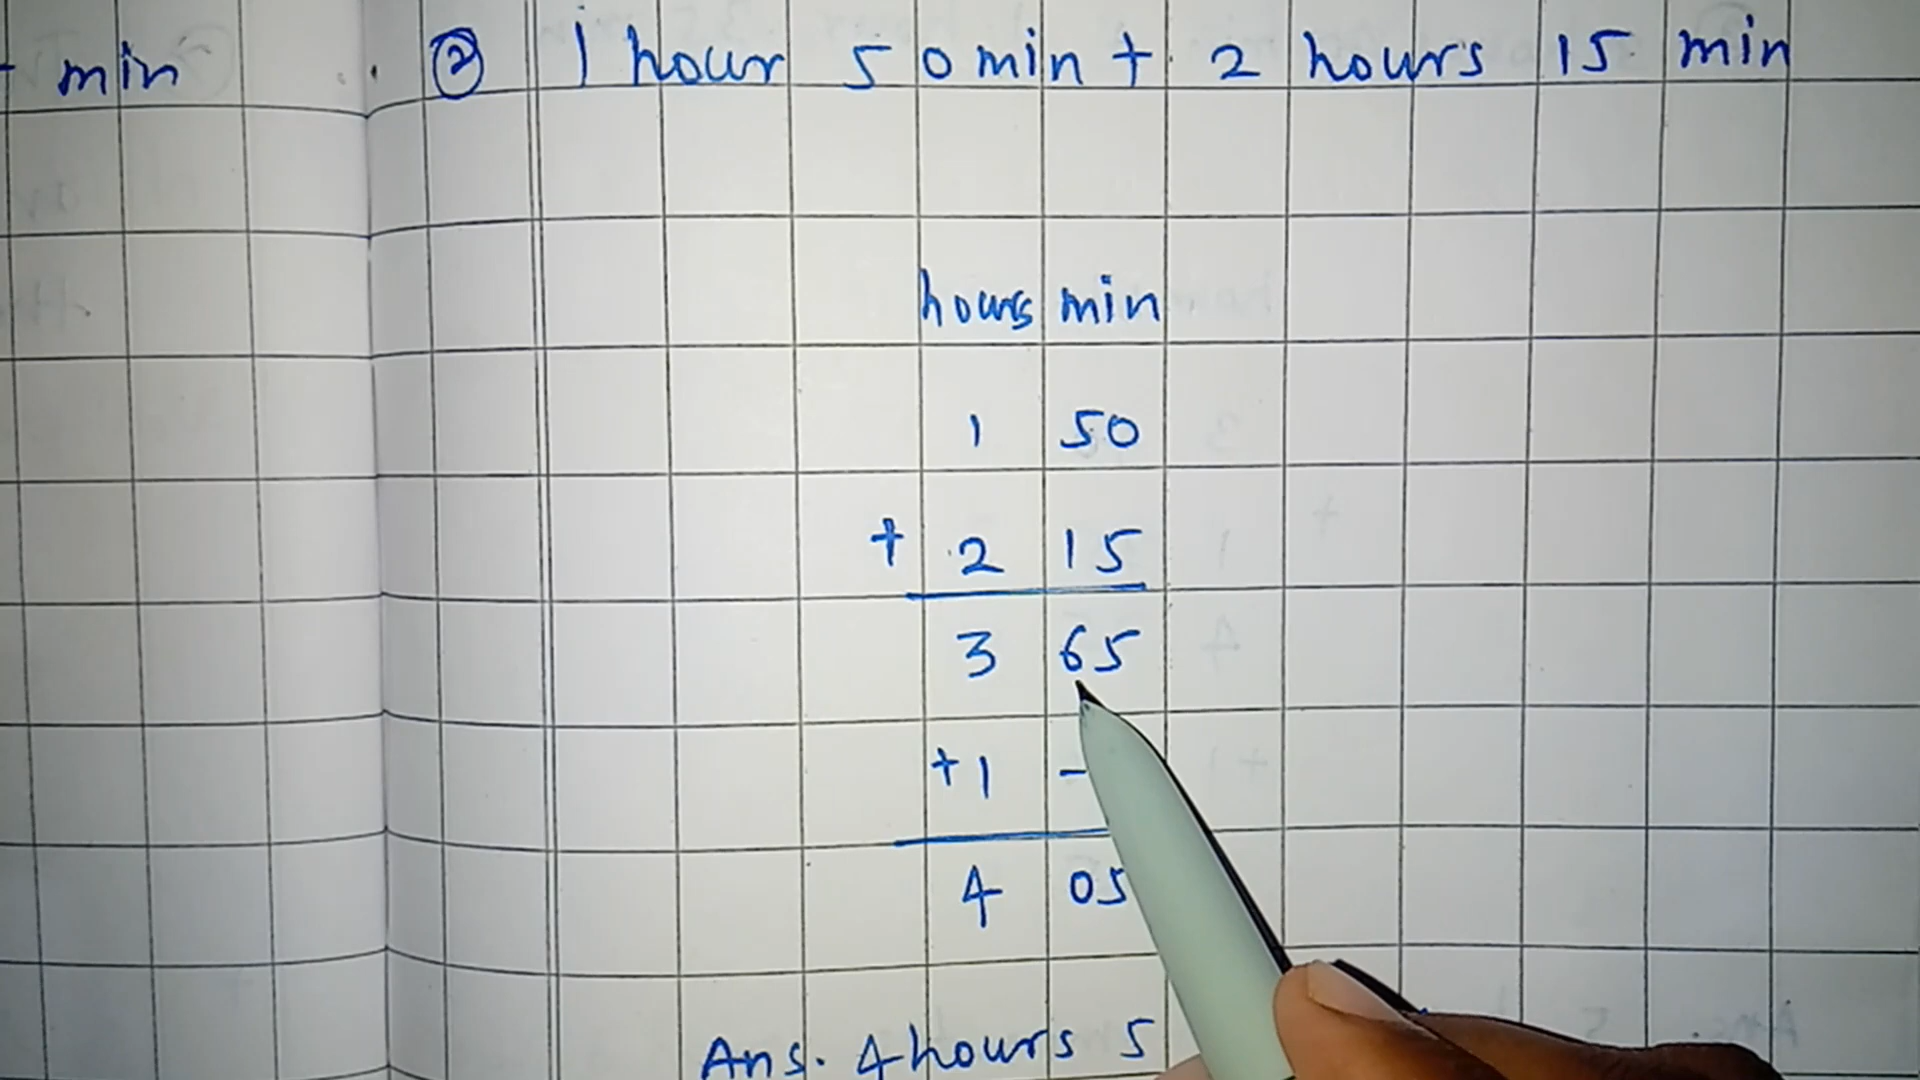 min
② 1 hour 50 min + 2 hours 15 min
hours min
1 50
+ 2 15
3 65
+1 -
4 05
Ans. 4 hours 5